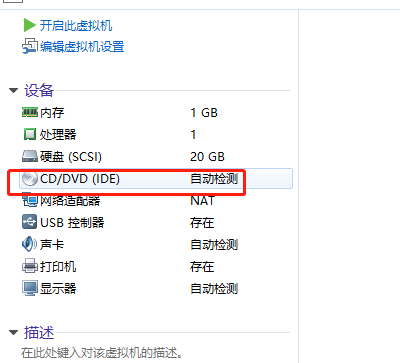 开启此虚拟机
编辑虚拟机设置
设备
内存 1 GB
处理器 1
硬盘 (SCSI) 20 GB
CD/DVD (IDE) 自动检测
网络适配器 NAT
USB 控制器 存在
声卡 自动检测
打印机 存在
显示器 自动检测
描述
在此处键入对该虚拟机的描述。